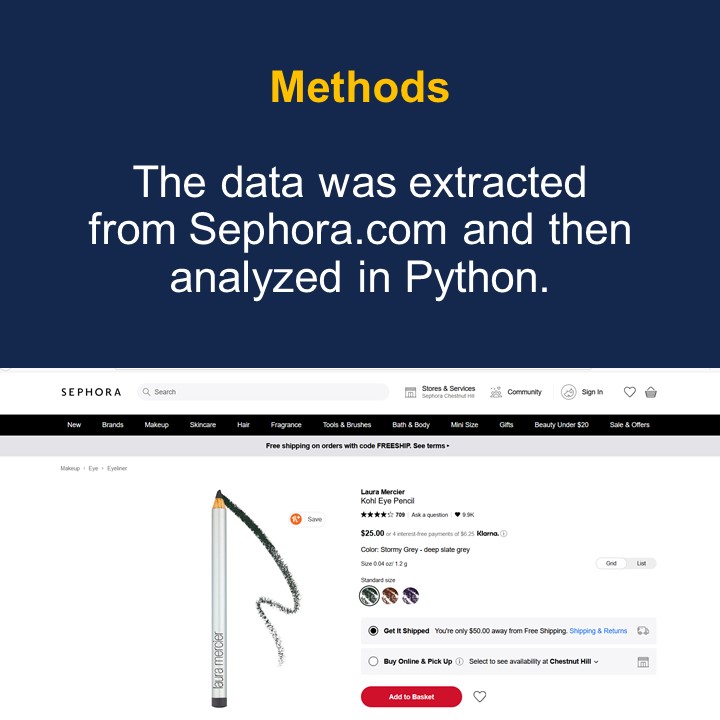 Methods
The data was extracted
from Sephora.com and then
analyzed in Python.
SEPHORA
Search
Stores & Services
Sephora Chestnut Hill
Community
Sign In
New Brands Makeup Skincare Hair Fragrance Tools & Brushes Bath & Body Mini Size Gifts Beauty Under $20 Sale & Offers
Free shipping on orders with code FREESHIP. See terms ▸
Makeup > Eye > Eyeliner
Save
laura mercier
Laura Mercier
Kohl Eye Pencil
709 Ask a question 9.9K
$25.00 or 4 interest-free payments of $6.25 Klarna.
Color: Stormy Grey - deep slate grey
Size 0.04 oz/ 1.2 g
Grid List
Standard size
Get It Shipped You're only $50.00 away from Free Shipping. Shipping & Returns
Buy Online & Pick Up Select to see availability at Chestnut Hill
Add to Basket